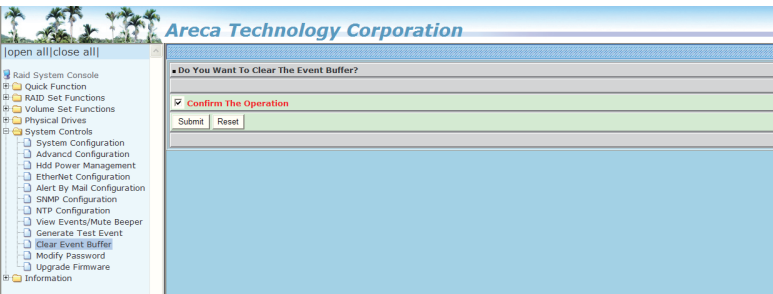 Areca Technology Corporation
|open all|close all|
Raid System Console
Quick Function
RAID Set Functions
Volume Set Functions
Physical Drives
System Controls
System Configuration
Advancd Configuration
Hdd Power Management
EtherNet Configuration
Alert By Mail Configuration
SNMP Configuration
NTP Configuration
View Events/Mute Beeper
Generate Test Event
Clear Event Buffer
Modify Password
Upgrade Firmware
Information
Do You Want To Clear The Event Buffer?
Confirm The Operation
Submit Reset